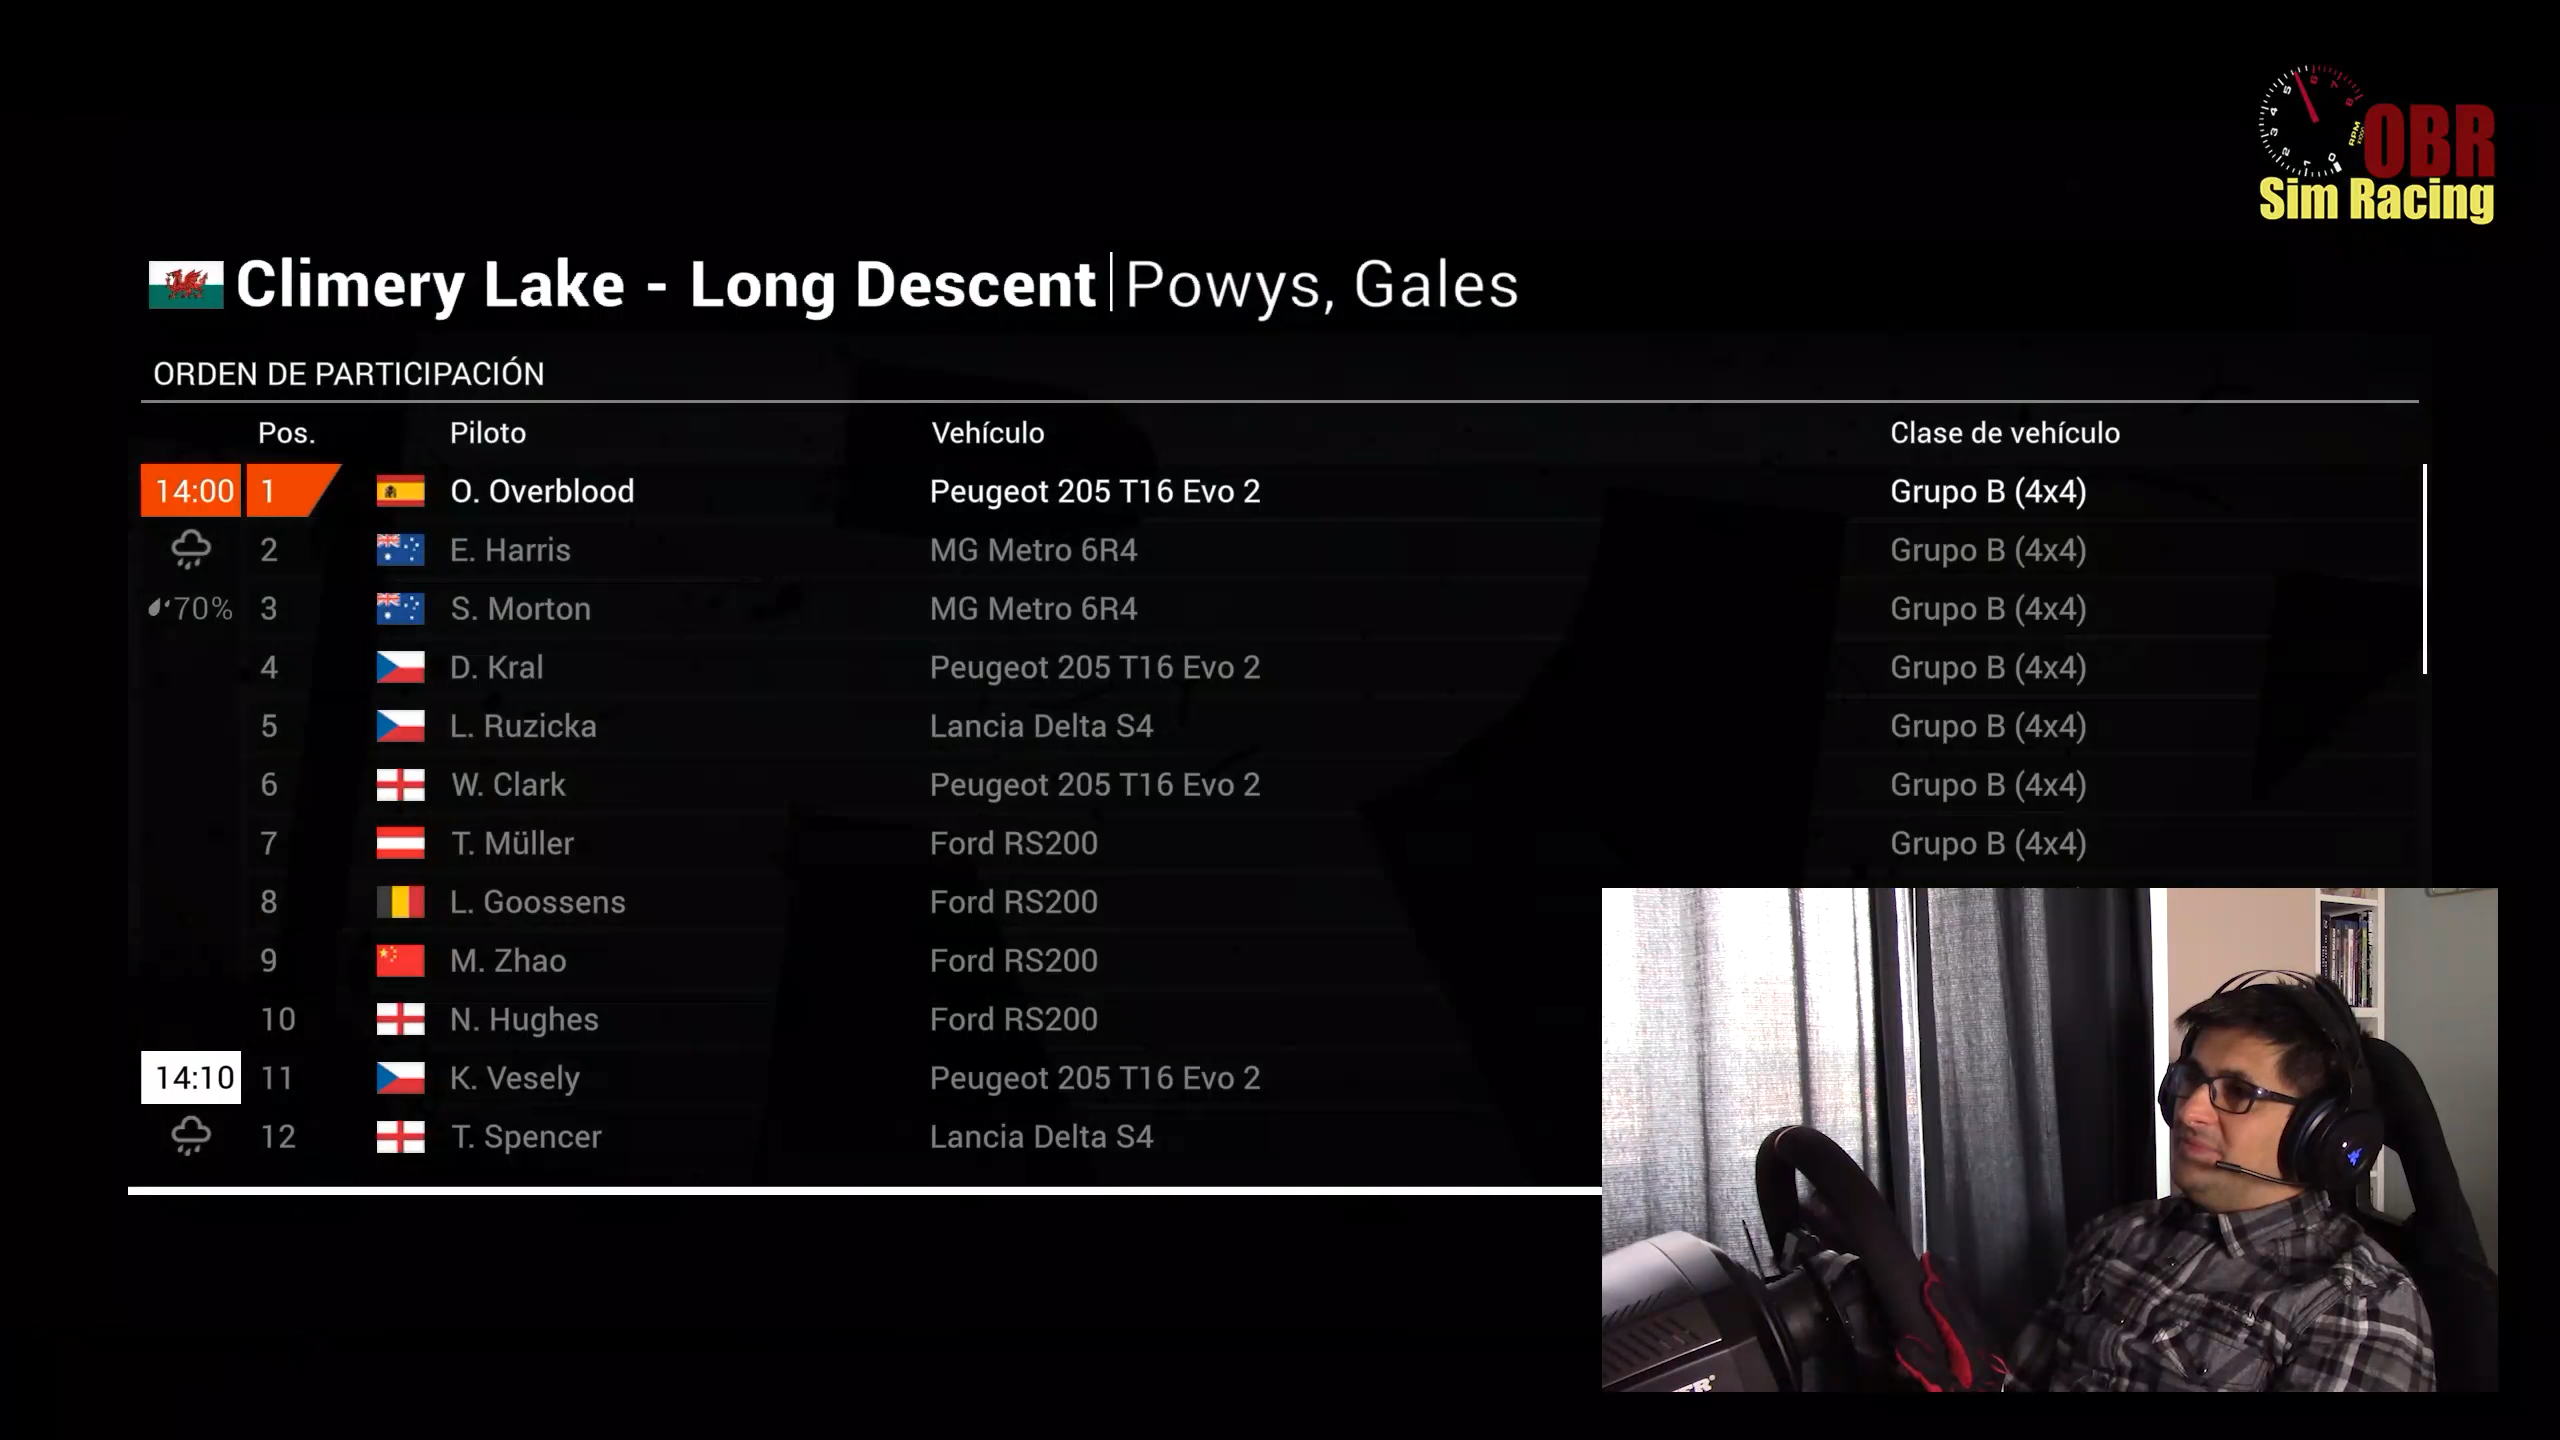 OBR
Sim Racing
Climery Lake - Long Descent | Powys, Gales
ORDEN DE PARTICIPACIÓN
Pos. Piloto Vehículo Clase de vehículo
14:00 1 O. Overblood Peugeot 205 T16 Evo 2 Grupo B (4x4)
2 E. Harris MG Metro 6R4 Grupo B (4x4)
70% 3 S. Morton MG Metro 6R4 Grupo B (4x4)
4 D. Kral Peugeot 205 T16 Evo 2 Grupo B (4x4)
5 L. Ruzicka Lancia Delta S4 Grupo B (4x4)
6 W. Clark Peugeot 205 T16 Evo 2 Grupo B (4x4)
7 T. Müller Ford RS200 Grupo B (4x4)
8 L. Goossens Ford RS200
9 M. Zhao Ford RS200
10 N. Hughes Ford RS200
14:10 11 K. Vesely Peugeot 205 T16 Evo 2
12 T. Spencer Lancia Delta S4